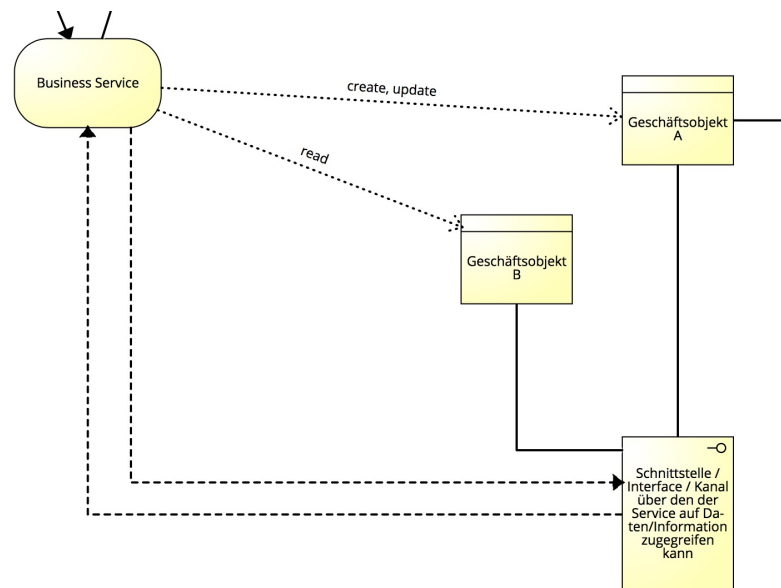 Business Service
create, update
Geschäftsobjekt
A
read
Geschäftsobjekt
B
Schnittstelle /
Interface / Kanal
über den der
Service auf Da-
ten/Information
zugegreifen
kann